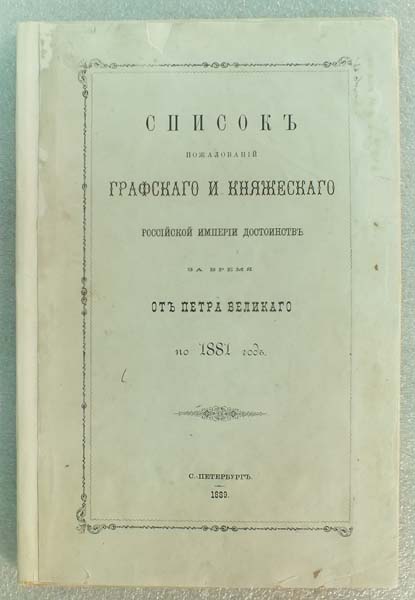 СПИСОКЪ
ПОЖАЛОВАНІЙ
ГРАФСКАГО И КНЯЖЕСКАГО
РОССІЙСКОЙ ИМПЕРІИ ДОСТОИНСТВЪ
ЗА ВРЕМЯ
ОТЪ ПЕТРА ВЕЛИКАГО
по 1881 годъ.
С.-ПЕТЕРБУРГЪ.
1889.